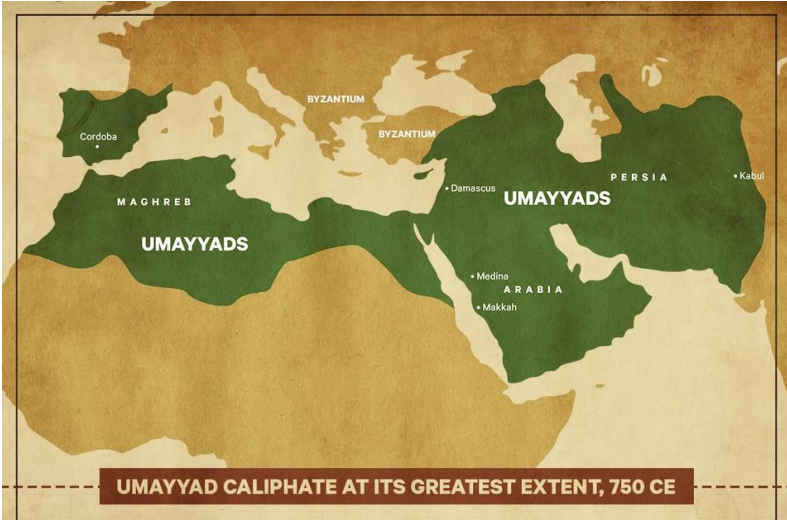 BYZANTIUM
BYZANTIUM
Cordoba
PERSIA
Kabul
Damascus
UMAYYADS
MAGHREB
UMAYYADS
Medina
ARABIA
Makkah
UMAYYAD CALIPHATE AT ITS GREATEST EXTENT, 750 CE